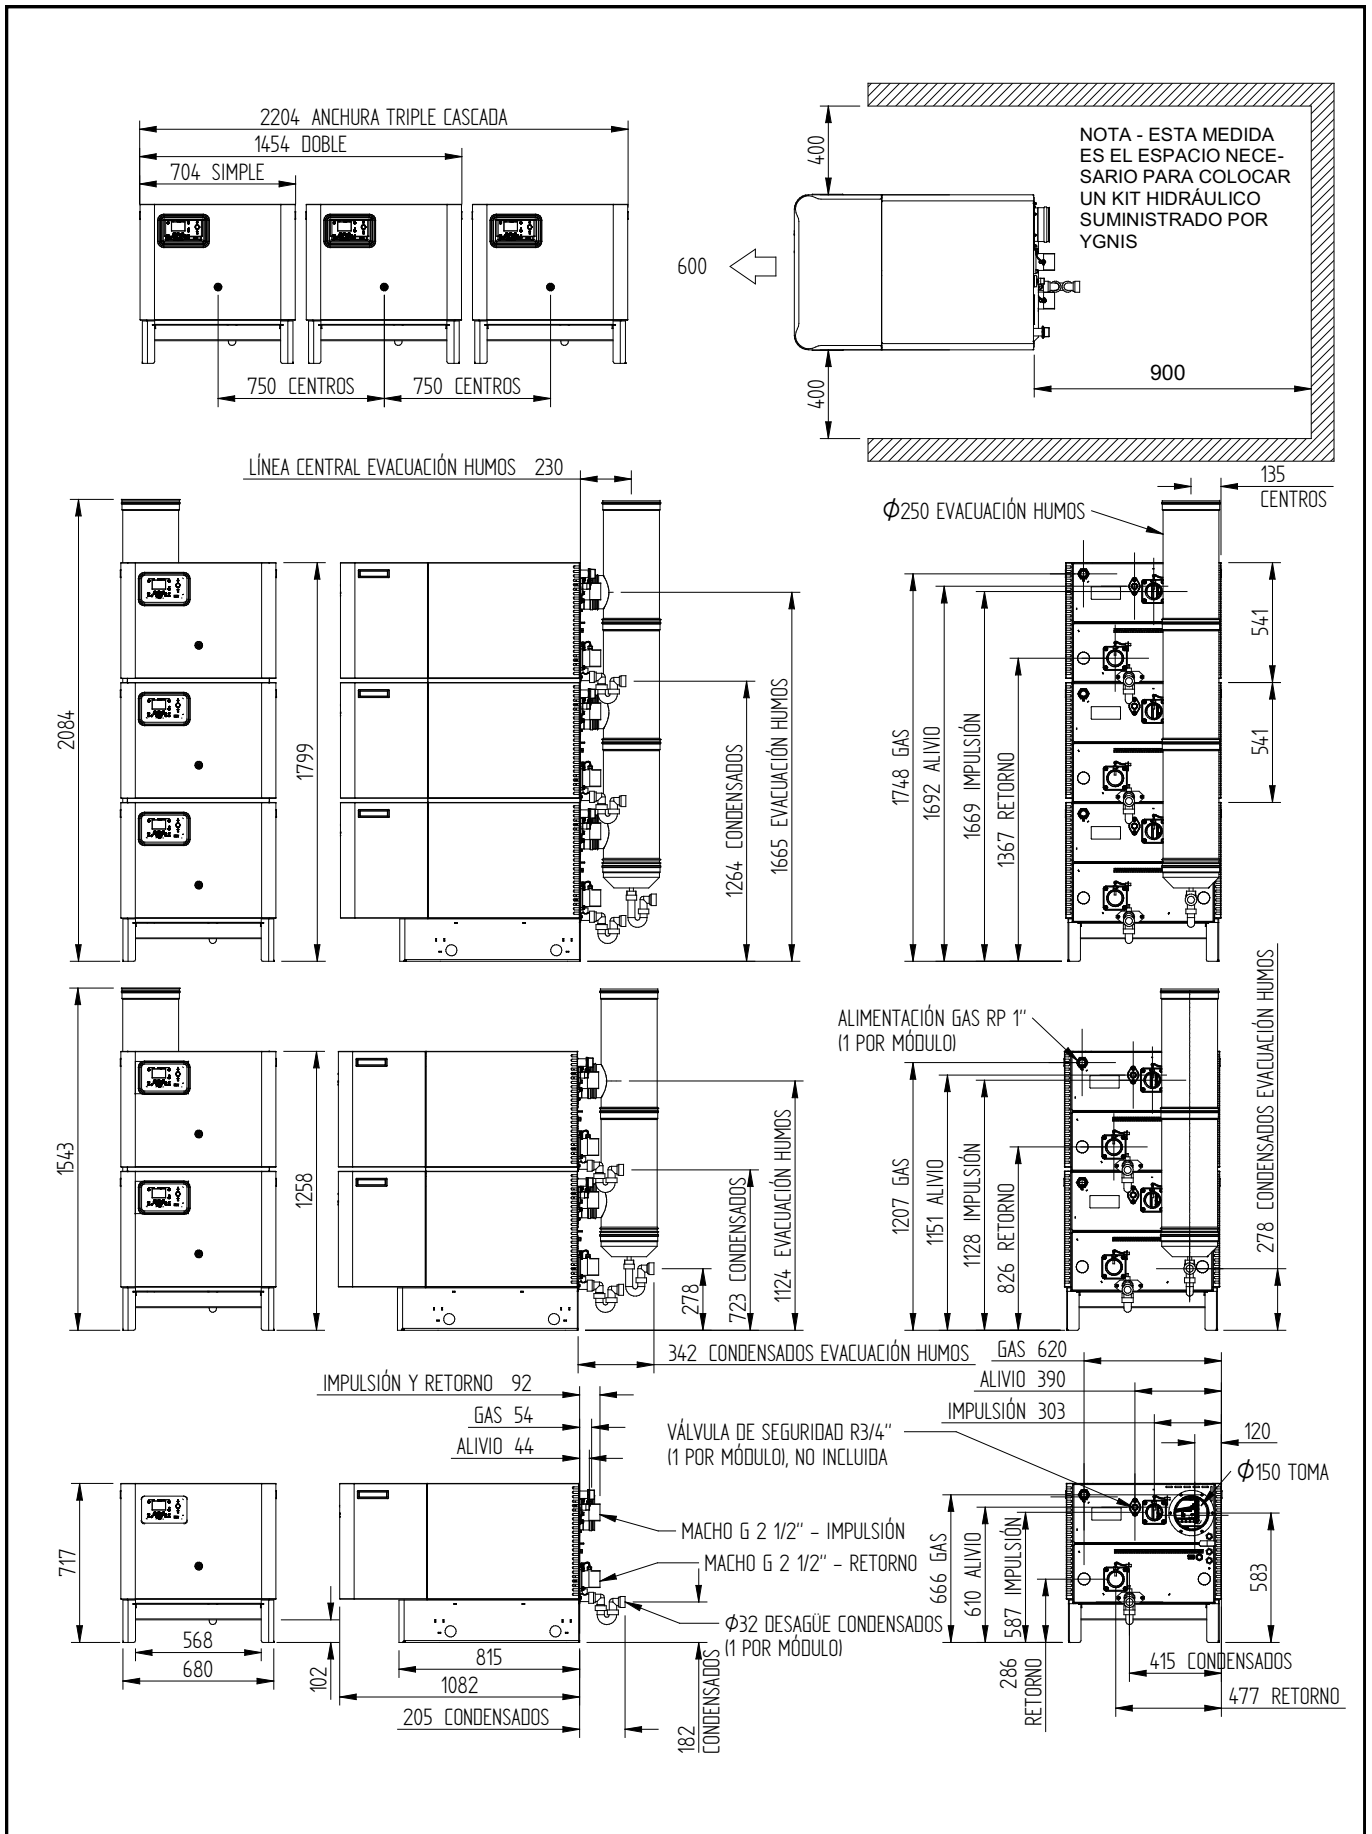 2204 ANCHURA TRIPLE CASCADA
1454 DOBLE
704 SIMPLE
750 CENTROS
750 CENTROS
400
600
400
900
NOTA - ESTA MEDIDA
ES EL ESPACIO NECE-
SARIO PARA COLOCAR
UN KIT HIDRÁULICO
SUMINISTRADO POR
YGNIS
LÍNEA CENTRAL EVACUACIÓN HUMOS 230
2084
1799
1264 CONDENSADOS
1665 EVACUACIÓN HUMOS
135
CENTROS
Φ250 EVACUACIÓN HUMOS
1748 GAS
1692 ALIVIO
1669 IMPULSIÓN
1367 RETORNO
541
541
1543
1258
278
723 CONDENSADOS
1124 EVACUACIÓN HUMOS
342 CONDENSADOS EVACUACIÓN HUMOS
ALIMENTACIÓN GAS RP 1"
(1 POR MÓDULO)
1207 GAS
1151 ALIVIO
1128 IMPULSIÓN
826 RETORNO
278 CONDENSADOS EVACUACIÓN HUMOS
717
568
680
102
IMPULSIÓN Y RETORNO 92
GAS 54
ALIVIO 44
MACHO G 2 1/2" - IMPULSIÓN
MACHO G 2 1/2" - RETORNO
Φ32 DESAGÜE CONDENSADOS
(1 POR MÓDULO)
815
1082
205 CONDENSADOS
182
CONDENSADOS
VÁLVULA DE SEGURIDAD R3/4"
(1 POR MÓDULO), NO INCLUIDA
GAS 620
ALIVIO 390
IMPULSIÓN 303
120
Φ150 TOMA
666 GAS
610 ALIVIO
587 IMPULSIÓN
286
RETORNO
583
415 CONDENSADOS
477 RETORNO